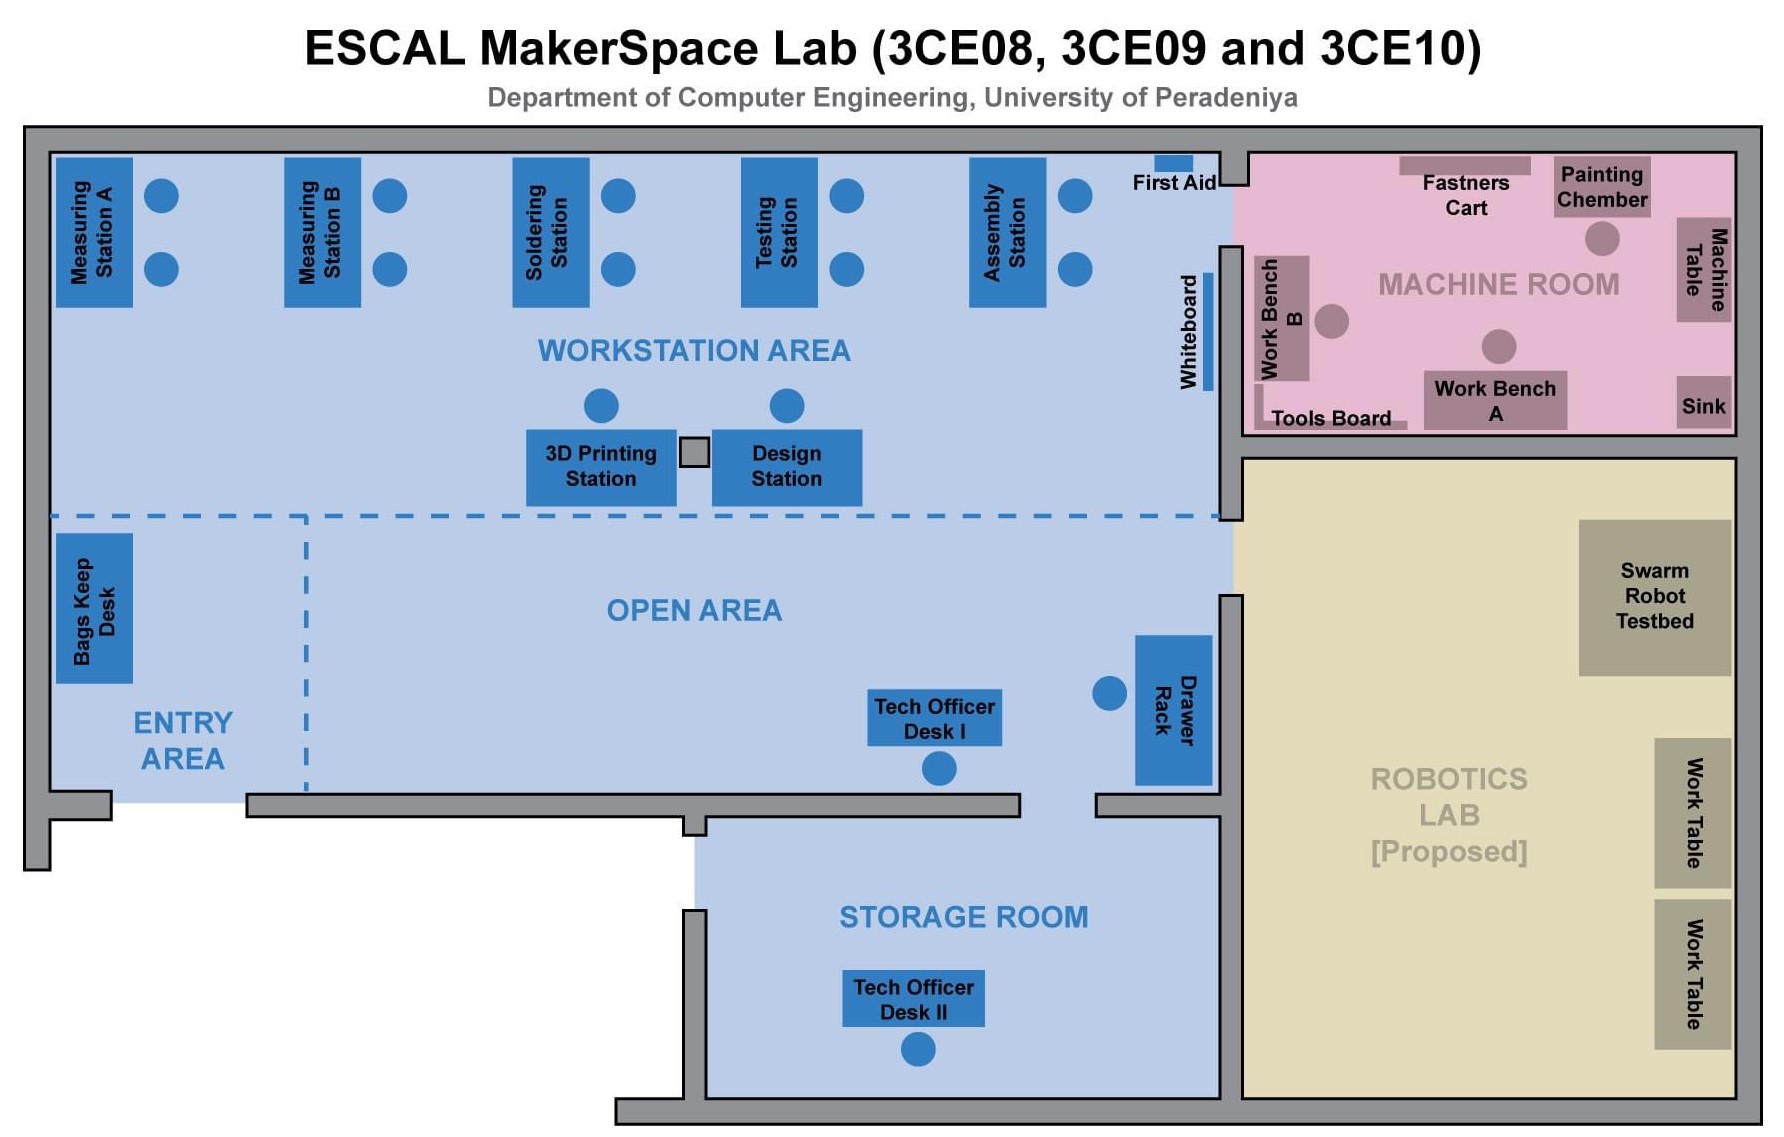 ESCAL MakerSpace Lab (3CE08, 3CE09 and 3CE10)
Department of Computer Engineering, University of Peradeniya
Measuring
Station A
Measuring
Station B
Soldering
Station
Testing
Station
Assembly
Station
First Aid
Whiteboard
WORKSTATION AREA
3D Printing
Station
Design
Station
Fastners
Cart
Painting
Chember
Machine
Table
MACHINE ROOM
Work Bench
B
Work Bench
A
Tools Board
Sink
Bags Keep
Desk
ENTRY
AREA
OPEN AREA
Tech Officer
Desk I
Drawer
Rack
Swarm
Robot
Testbed
ROBOTICS
LAB
[Proposed]
Work Table
Work Table
STORAGE ROOM
Tech Officer
Desk II